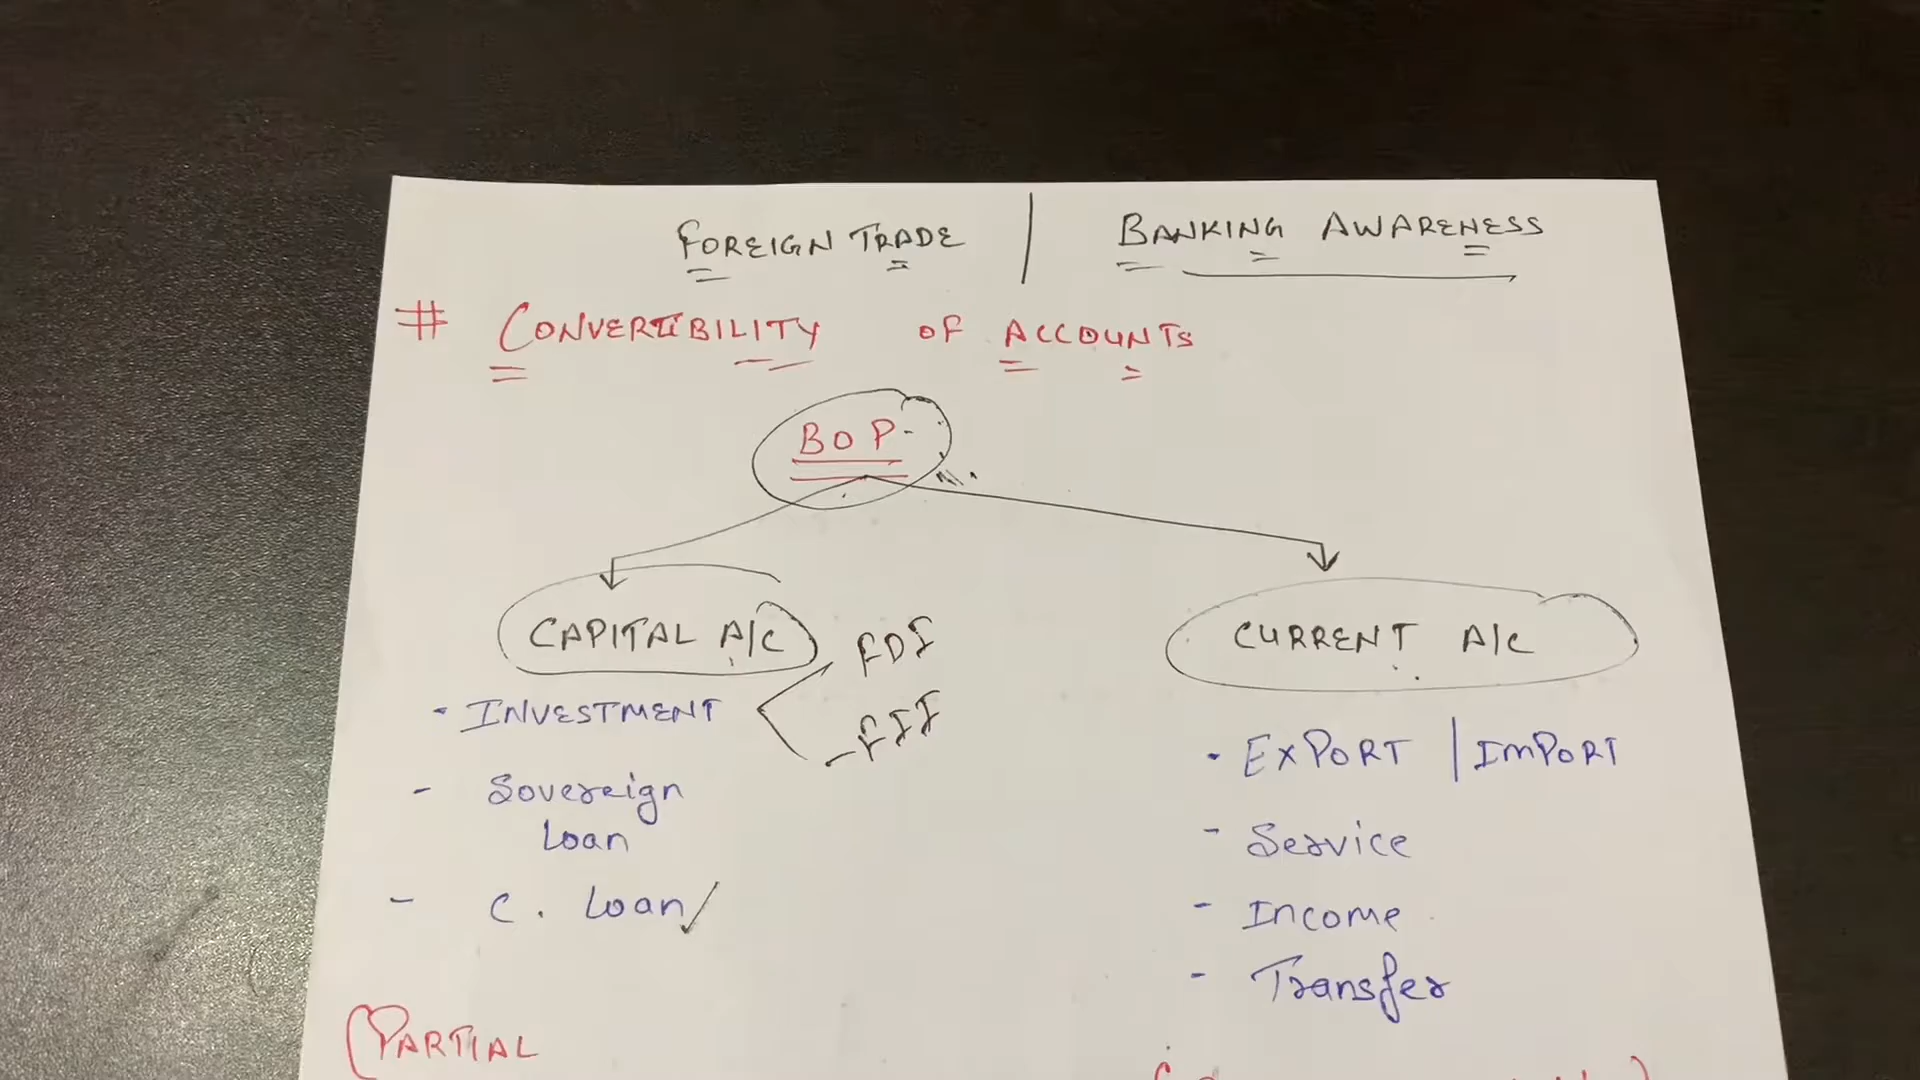 FOREIGN TRADE | BANKING AWARENESS
# CONVERTIBILITY OF ACCOUNTS
BOP
CAPITAL A/C
FDI
• INVESTMENT
- FII
- Sovereign
Loan
- C. Loan
(PARTIAL
CURRENT A/C
• EXPORT | IMPORT
- Service
- Income
- Transfer